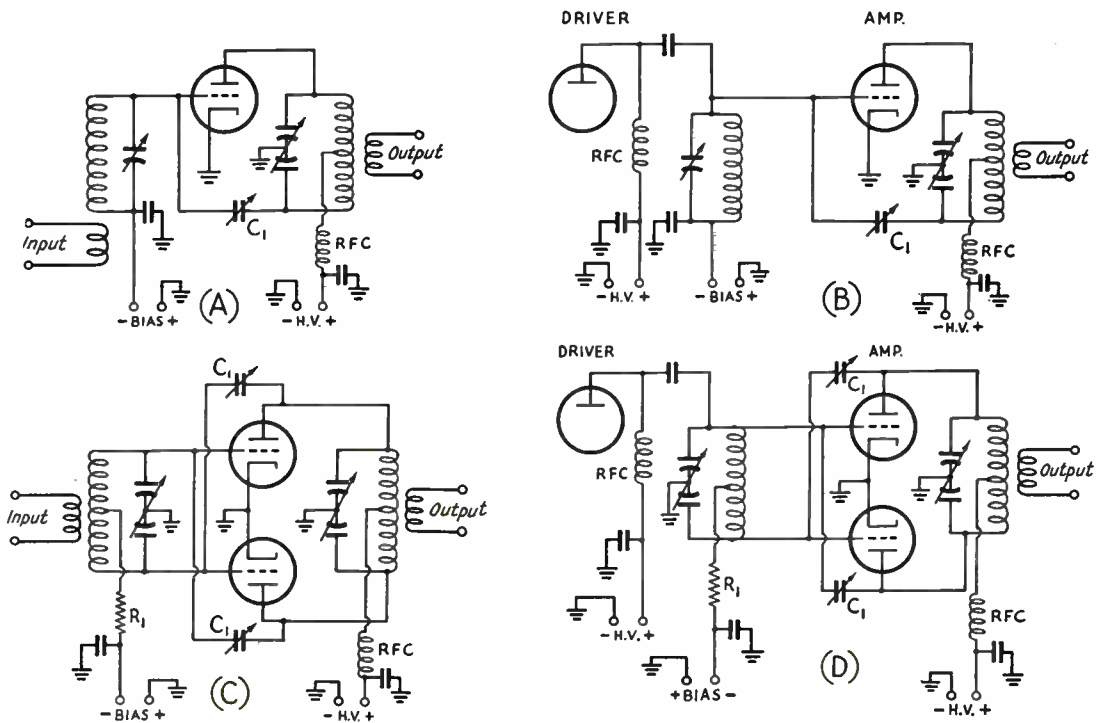 DRIVER AMP.
C₁
Output
Input
RFC
- BIAS +
(A)
- H.V. +
RFC
C₁
Output
RFC
- H.V. +
- BIAS +
(B)
- H.V. +
C₁
Input
Output
R₁
C₁
RFC
- BIAS +
(C)
- H.V. +
DRIVER AMP.
C₁
RFC
Output
R₁
C₁
RFC
- H.V. +
+ BIAS -
(D)
- H.V. +